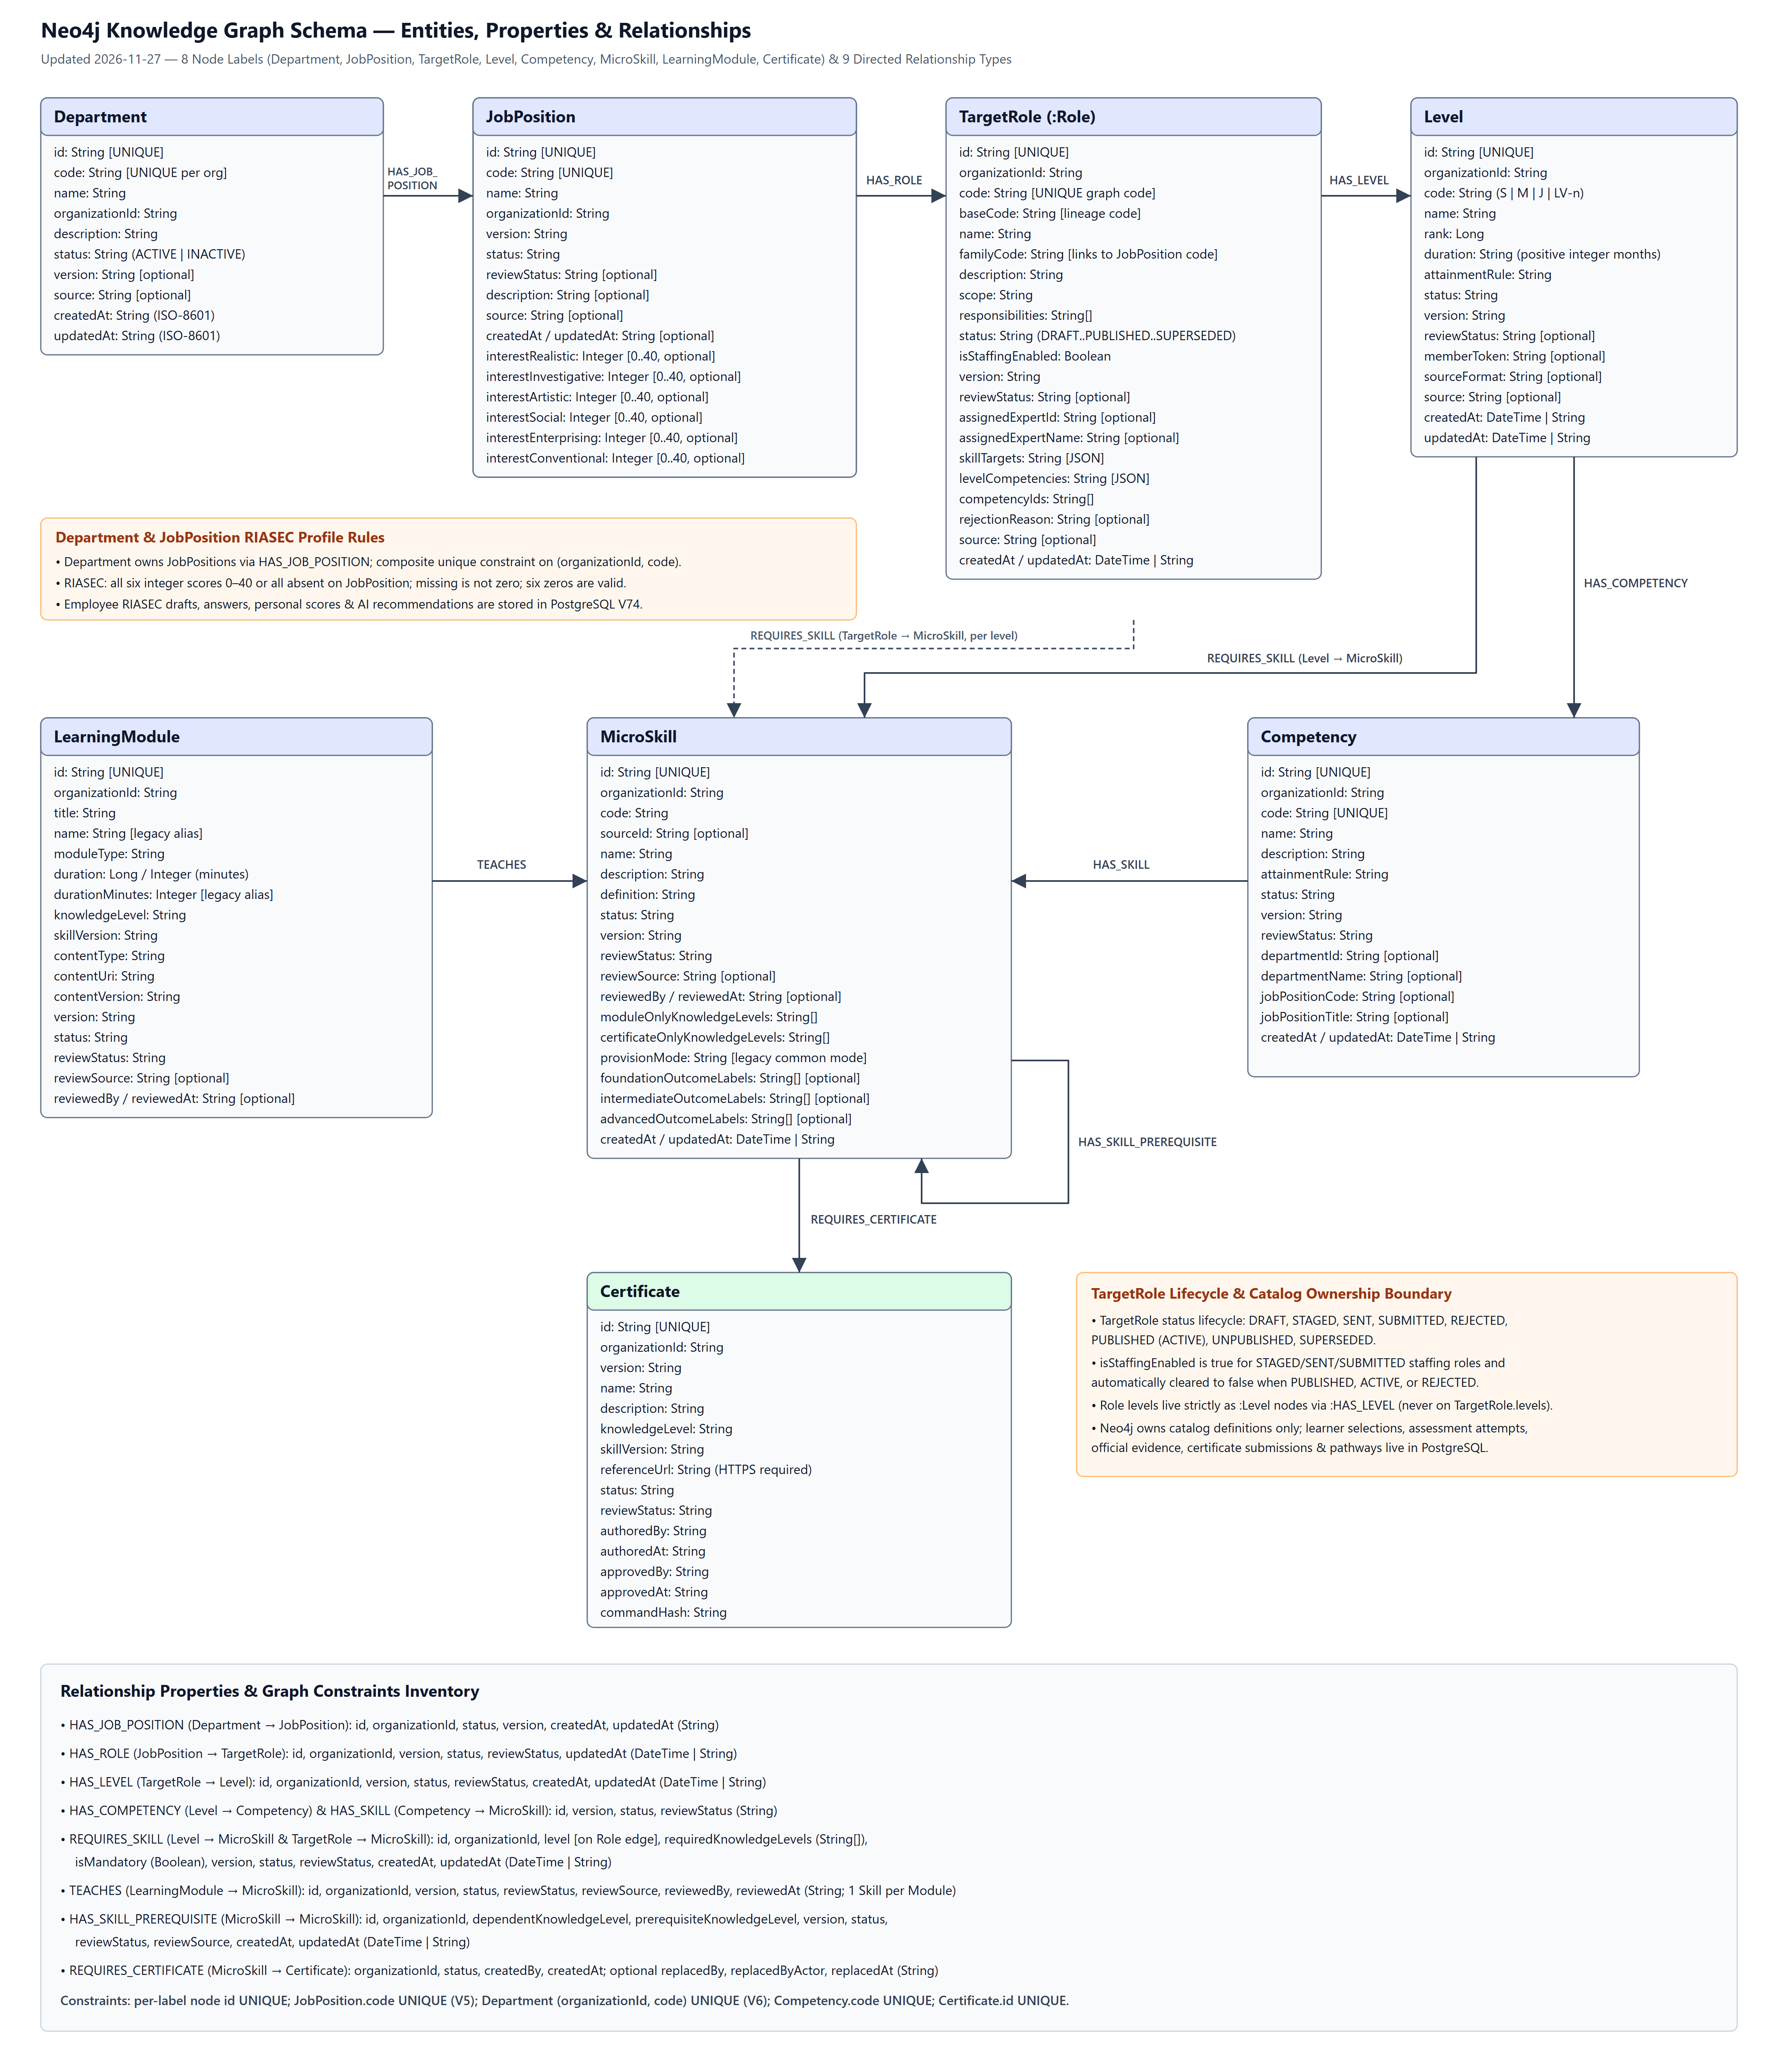 Neo4j Knowledge Graph Schema — Entities, Properties & Relationships
Updated 2026-11-27 — 8 Node Labels (Department, JobPosition, TargetRole, Level, Competency, MicroSkill, LearningModule, Certificate) & 9 Directed Relationship Types
Department
id: String [UNIQUE]
code: String [UNIQUE per org]
name: String
organizationId: String
description: String
status: String (ACTIVE | INACTIVE)
version: String [optional]
source: String [optional]
createdAt: String (ISO-8601)
updatedAt: String (ISO-8601)
HAS_JOB_
POSITION
JobPosition
id: String [UNIQUE]
code: String [UNIQUE]
name: String
organizationId: String
version: String
status: String
reviewStatus: String [optional]
description: String [optional]
source: String [optional]
createdAt / updatedAt: String [optional]
interestRealistic: Integer [0..40, optional]
interestInvestigative: Integer [0..40, optional]
interestArtistic: Integer [0..40, optional]
interestSocial: Integer [0..40, optional]
interestEnterprising: Integer [0..40, optional]
interestConventional: Integer [0..40, optional]
HAS_ROLE
TargetRole (:Role)
id: String [UNIQUE]
organizationId: String
code: String [UNIQUE graph code]
baseCode: String [lineage code]
name: String
familyCode: String [links to JobPosition code]
description: String
scope: String
responsibilities: String[]
status: String (DRAFT..PUBLISHED..SUPERSEDED)
isStaffingEnabled: Boolean
version: String
reviewStatus: String [optional]
assignedExpertId: String [optional]
assignedExpertName: String [optional]
skillTargets: String [JSON]
levelCompetencies: String [JSON]
competencyIds: String[]
rejectionReason: String [optional]
source: String [optional]
createdAt / updatedAt: DateTime | String
HAS_LEVEL
Level
id: String [UNIQUE]
organizationId: String
code: String (S | M | J | LV-n)
name: String
rank: Long
duration: String (positive integer months)
attainmentRule: String
status: String
version: String
reviewStatus: String [optional]
memberToken: String [optional]
sourceFormat: String [optional]
source: String [optional]
createdAt: DateTime | String
updatedAt: DateTime | String
Department & JobPosition RIASEC Profile Rules
• Department owns JobPositions via HAS_JOB_POSITION; composite unique constraint on (organizationId, code).
• RIASEC: all six integer scores 0–40 or all absent on JobPosition; missing is not zero; six zeros are valid.
• Employee RIASEC drafts, answers, personal scores & AI recommendations are stored in PostgreSQL V74.
HAS_COMPETENCY
REQUIRES_SKILL (TargetRole → MicroSkill, per level)
REQUIRES_SKILL (Level → MicroSkill)
LearningModule
id: String [UNIQUE]
organizationId: String
title: String
name: String [legacy alias]
moduleType: String
duration: Long / Integer (minutes)
durationMinutes: Integer [legacy alias]
knowledgeLevel: String
skillVersion: String
contentType: String
contentUri: String
contentVersion: String
version: String
status: String
reviewStatus: String
reviewSource: String [optional]
reviewedBy / reviewedAt: String [optional]
TEACHES
MicroSkill
id: String [UNIQUE]
organizationId: String
code: String
sourceId: String [optional]
name: String
description: String
definition: String
status: String
version: String
reviewStatus: String
reviewSource: String [optional]
reviewedBy / reviewedAt: String [optional]
moduleOnlyKnowledgeLevels: String[]
certificateOnlyKnowledgeLevels: String[]
provisionMode: String [legacy common mode]
foundationOutcomeLabels: String[] [optional]
intermediateOutcomeLabels: String[] [optional]
advancedOutcomeLabels: String[] [optional]
createdAt / updatedAt: DateTime | String
HAS_SKILL
Competency
id: String [UNIQUE]
organizationId: String
code: String [UNIQUE]
name: String
description: String
attainmentRule: String
status: String
version: String
reviewStatus: String
departmentId: String [optional]
departmentName: String [optional]
jobPositionCode: String [optional]
jobPositionTitle: String [optional]
createdAt / updatedAt: DateTime | String
HAS_SKILL_PREREQUISITE
REQUIRES_CERTIFICATE
Certificate
id: String [UNIQUE]
organizationId: String
version: String
name: String
description: String
knowledgeLevel: String
skillVersion: String
referenceUrl: String (HTTPS required)
status: String
reviewStatus: String
authoredBy: String
authoredAt: String
approvedBy: String
approvedAt: String
commandHash: String
TargetRole Lifecycle & Catalog Ownership Boundary
• TargetRole status lifecycle: DRAFT, STAGED, SENT, SUBMITTED, REJECTED,
PUBLISHED (ACTIVE), UNPUBLISHED, SUPERSEDED.
• isStaffingEnabled is true for STAGED/SENT/SUBMITTED staffing roles and
automatically cleared to false when PUBLISHED, ACTIVE, or REJECTED.
• Role levels live strictly as :Level nodes via :HAS_LEVEL (never on TargetRole.levels).
• Neo4j owns catalog definitions only; learner selections, assessment attempts,
official evidence, certificate submissions & pathways live in PostgreSQL.
Relationship Properties & Graph Constraints Inventory
• HAS_JOB_POSITION (Department → JobPosition): id, organizationId, status, version, createdAt, updatedAt (String)
• HAS_ROLE (JobPosition → TargetRole): id, organizationId, version, status, reviewStatus, updatedAt (DateTime | String)
• HAS_LEVEL (TargetRole → Level): id, organizationId, version, status, reviewStatus, createdAt, updatedAt (DateTime | String)
• HAS_COMPETENCY (Level → Competency) & HAS_SKILL (Competency → MicroSkill): id, version, status, reviewStatus (String)
• REQUIRES_SKILL (Level → MicroSkill & TargetRole → MicroSkill): id, organizationId, level [on Role edge], requiredKnowledgeLevels (String[]),
isMandatory (Boolean), version, status, reviewStatus, createdAt, updatedAt (DateTime | String)
• TEACHES (LearningModule → MicroSkill): id, organizationId, version, status, reviewStatus, reviewSource, reviewedBy, reviewedAt (String; 1 Skill per Module)
• HAS_SKILL_PREREQUISITE (MicroSkill → MicroSkill): id, organizationId, dependentKnowledgeLevel, prerequisiteKnowledgeLevel, version, status,
reviewStatus, reviewSource, createdAt, updatedAt (DateTime | String)
• REQUIRES_CERTIFICATE (MicroSkill → Certificate): organizationId, status, createdBy, createdAt; optional replacedBy, replacedByActor, replacedAt (String)
Constraints: per-label node id UNIQUE; JobPosition.code UNIQUE (V5); Department (organizationId, code) UNIQUE (V6); Competency.code UNIQUE; Certificate.id UNIQUE.